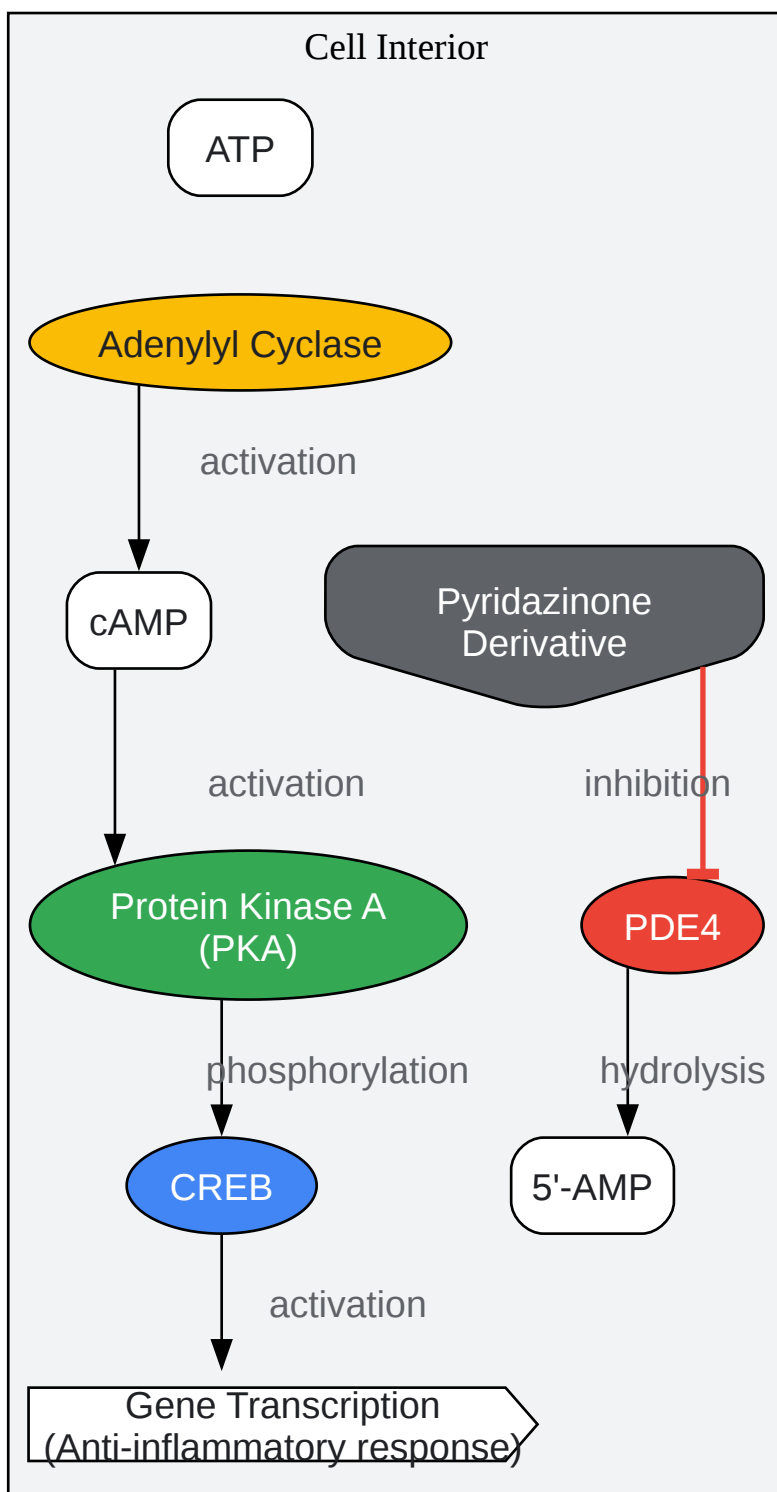 Cell Interior
ATP
Adenylyl Cyclase
activation
cAMP
Pyridazinone
Derivative
activation
inhibition
Protein Kinase A
(PKA)
PDE4
phosphorylation
hydrolysis
CREB
5'-AMP
activation
Gene Transcription
(Anti-inflammatory response)